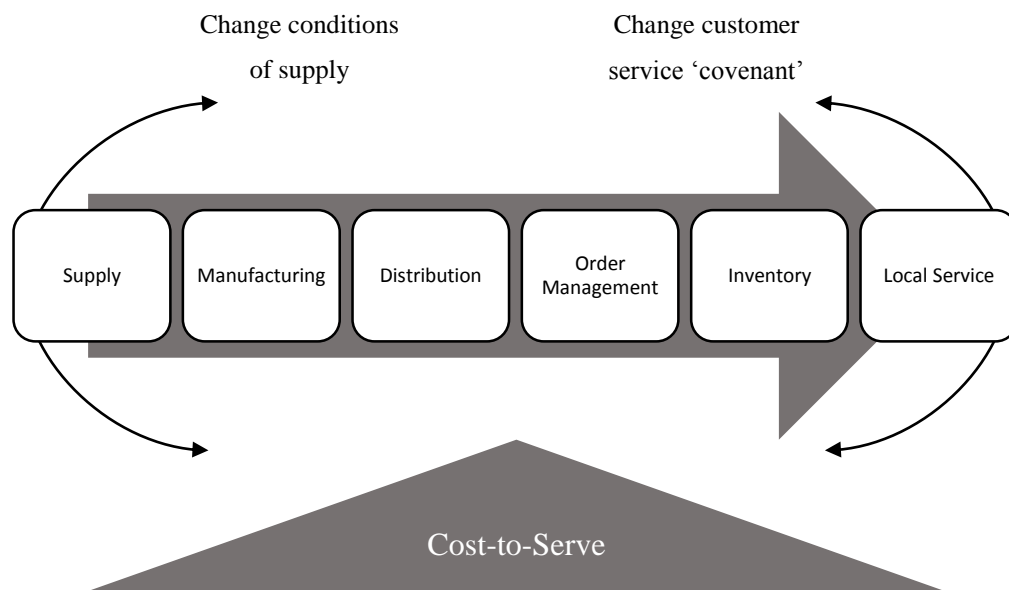 Change conditions
of supply
Change customer
service ‘covenant’
Supply
Manufacturing
Distribution
Order
Management
Inventory
Local Service
Cost-to-Serve